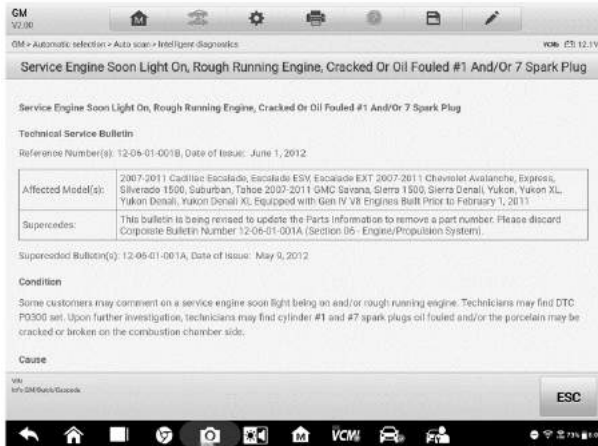 GM
V2.00
GM > Automatic selection > Auto scan > Intelligent diagnostics
12.1V
Service Engine Soon Light On, Rough Running Engine, Cracked Or Oil Fouled #1 And/Or 7 Spark Plug
Service Engine Soon Light On, Rough Running Engine, Cracked Or Oil Fouled #1 And/Or 7 Spark Plug
Technical Service Bulletin
Reference Number(s): 12-06-01-001B, Date of Issue: June 1, 2012
Affected Model(s):
2007-2011 Cadillac Escalade, Escalade ESV, Escalade EXT 2007-2011 Chevrolet Avalanche, Express,
Silverado 1500, Suburban, Tahoe 2007-2011 GMC Savana, Sierra 1500, Sierra Denali, Yukon, Yukon XL,
Yukon Denali, Yukon Denali XL Equipped with Gen IV V8 Engines Built Prior to February 1, 2011
Supercedes:
This bulletin is being revised to update the Parts Information to remove a part number. Please discard
Corporate Bulletin Number 12-06-01-001A (Section 06 - Engine/Propulsion System).
Superceded Bulletin(s): 12-06-01-001A, Date of Issue: May 9, 2012
Condition
Some customers may comment on a service engine soon light being on and/or rough running engine. Technicians may find DTC
P0300 set. Upon further investigation, technicians may find cylinder #1 and #7 spark plugs oil fouled and/or the porcelain may be
cracked or broken on the combustion chamber side.
Cause
VIN
ESC
VCMI